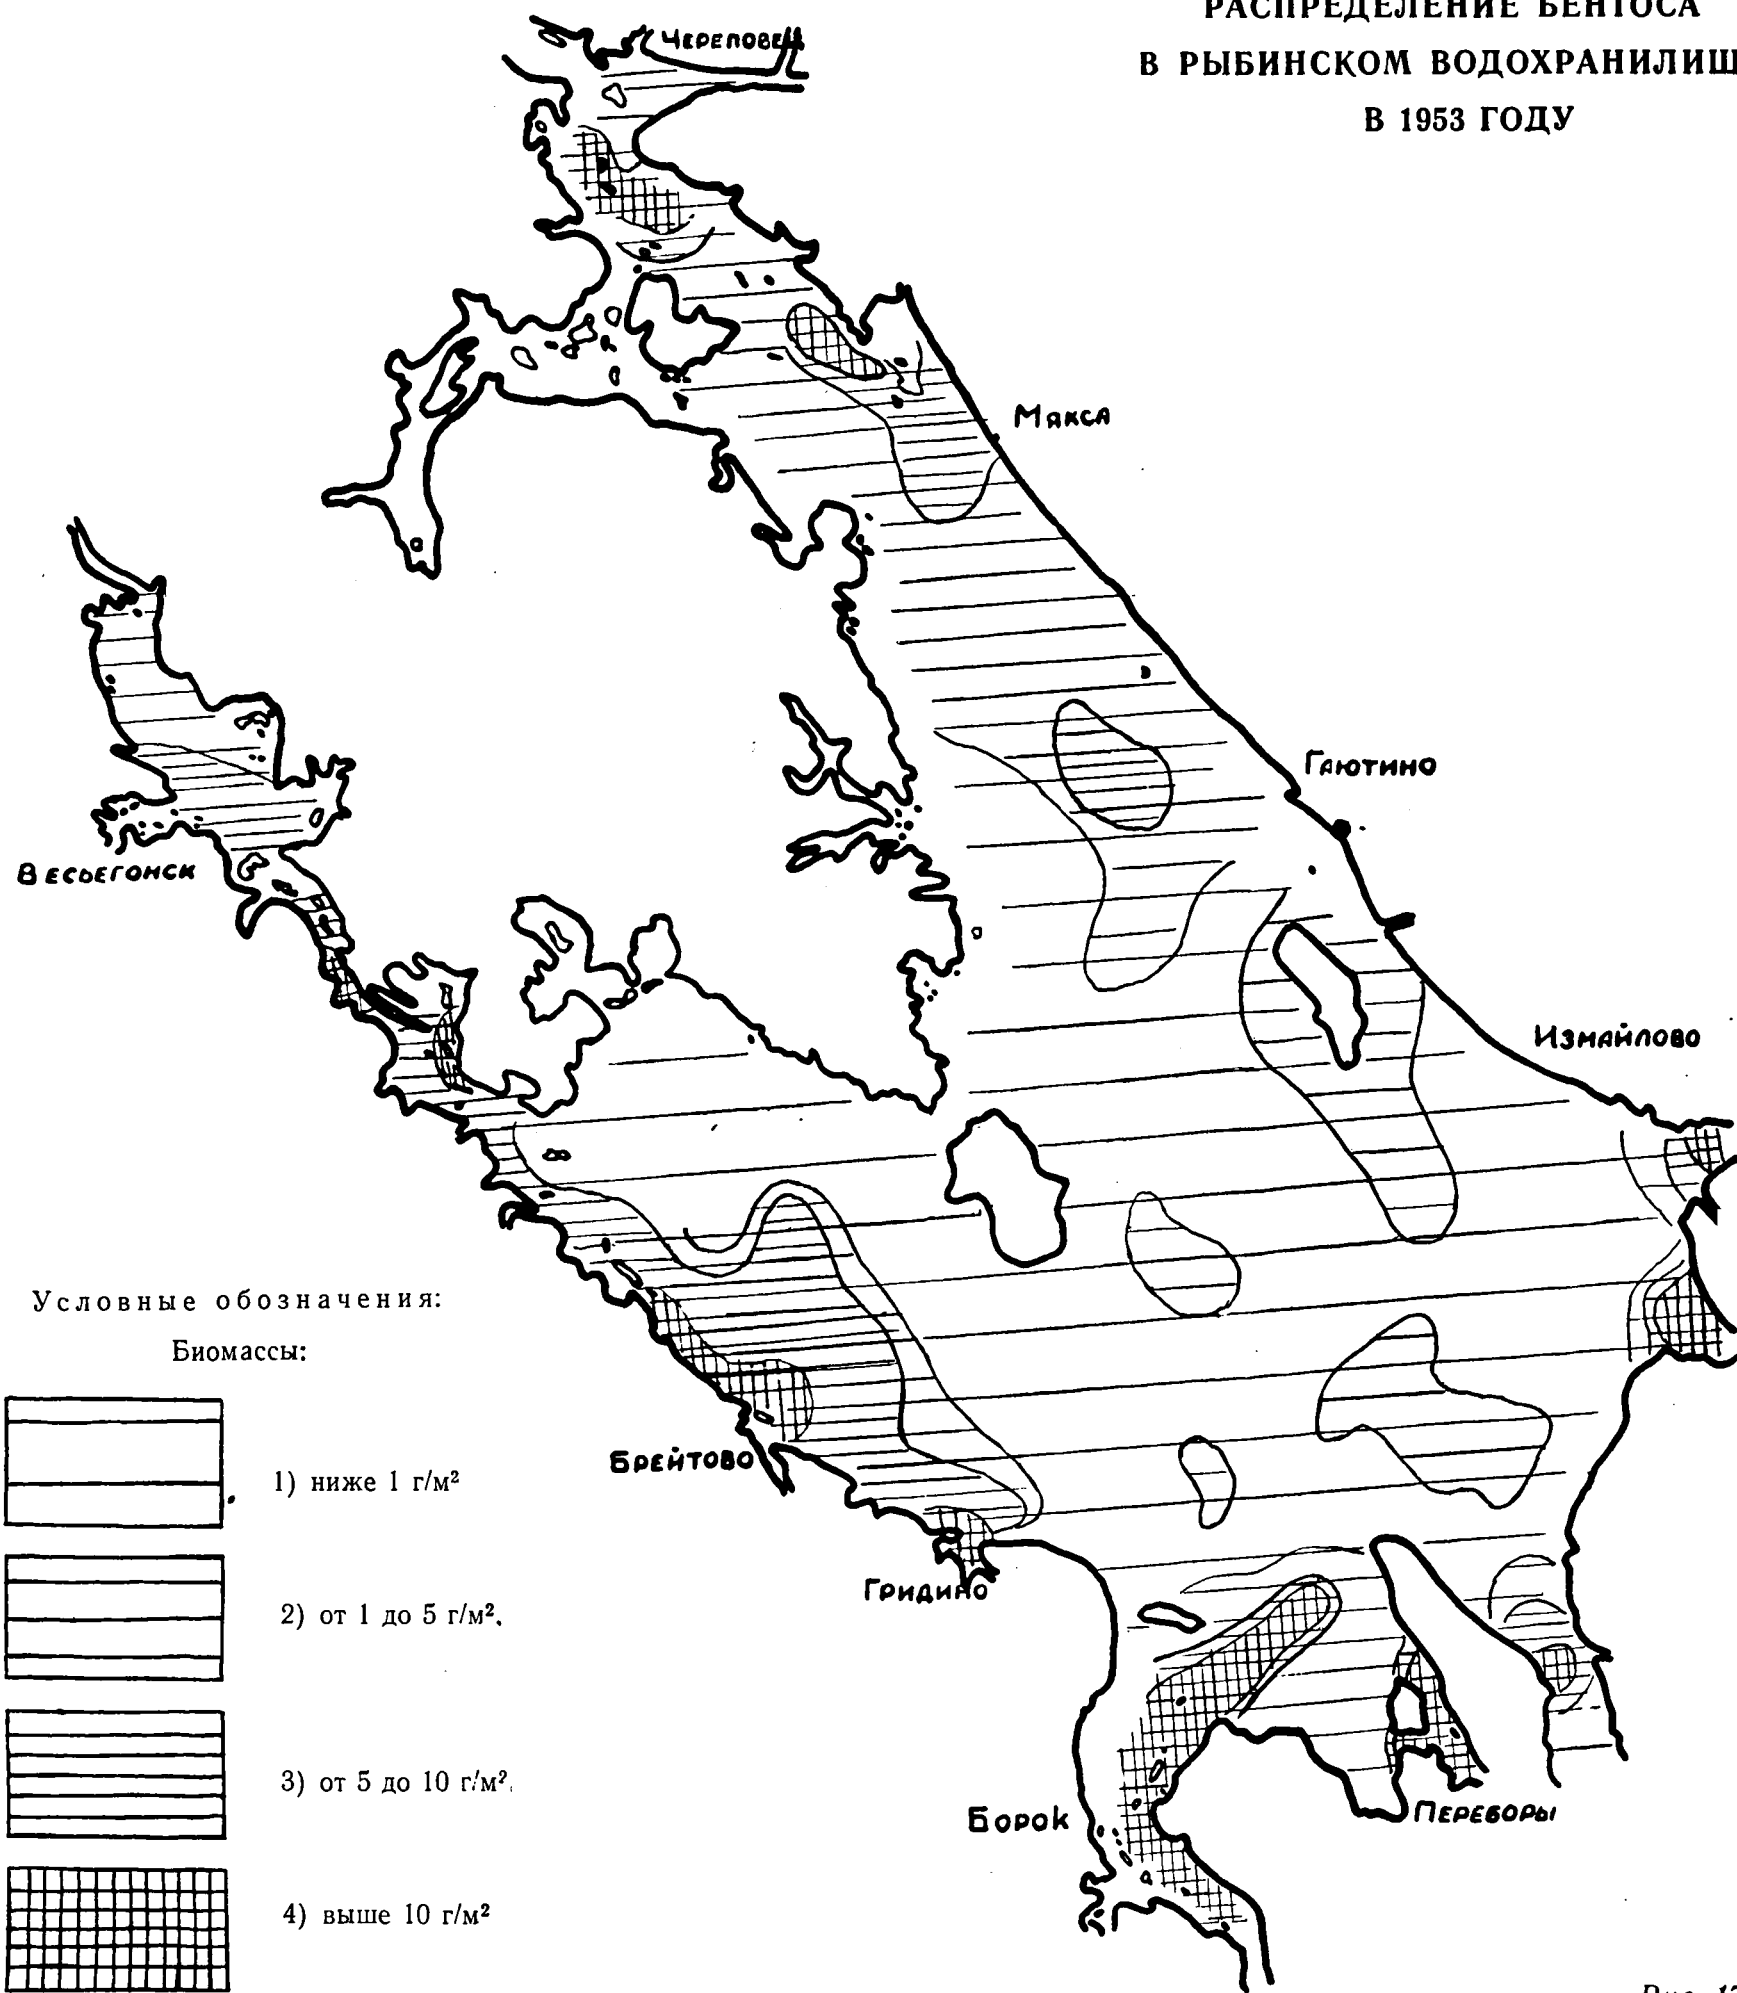 РАСПРЕДЕЛЕНИЕ БЕНТОСА
В РЫБИНСКОМ ВОДОХРАНИЛИЩ
В 1953 ГОДУ
ЧЕРЕПОВЕЦ
МЯКСА
ГАЮТИНО
ВЕСЬЕГОНСК
ИЗМАЙЛОВО
БРЕЙТОВО
ГРИДИНО
БОРОК
ПЕРЕБОРЫ
Условные обозначения:
Биомассы:
1) ниже 1 г/м²
2) от 1 до 5 г/м².
3) от 5 до 10 г/м².
4) выше 10 г/м²